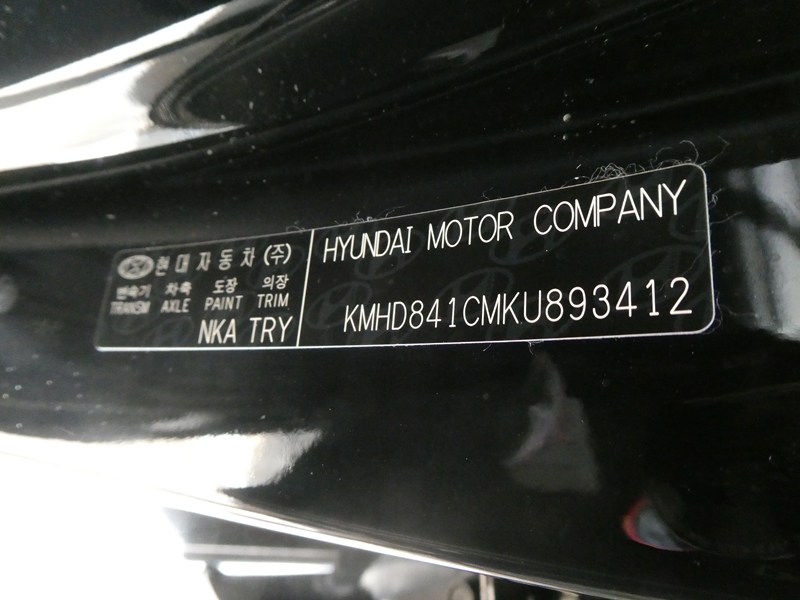 현대자동차(주)
변속기 차축 도장 의장
TRANSM AXLE PAINT TRIM
NKA TRY
HYUNDAI MOTOR COMPANY
KMHD841CMKU893412